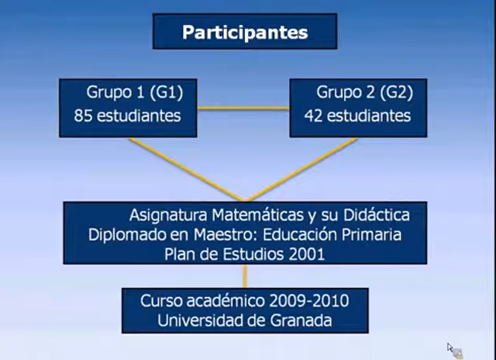 Participantes
Grupo 1 (G1)
85 estudiantes
Grupo 2 (G2)
42 estudiantes
Asignatura Matemáticas y su Didáctica
Diplomado en Maestro: Educación Primaria
Plan de Estudios 2001
Curso académico 2009-2010
Universidad de Granada